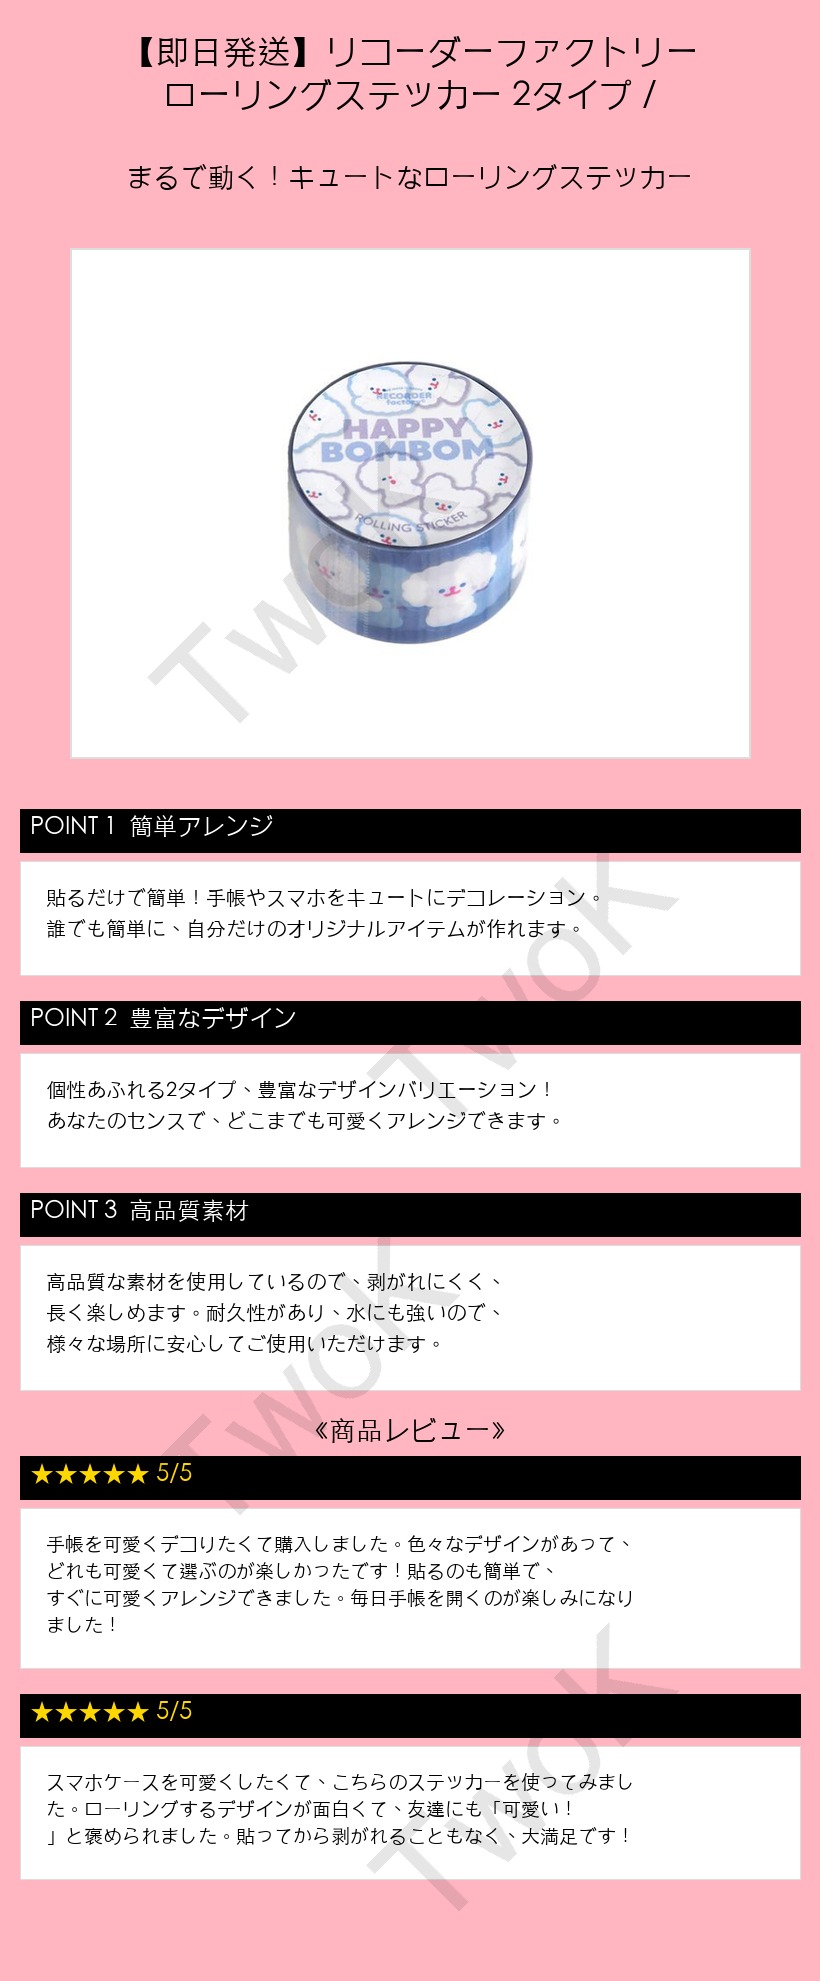 【即日発送】リコーダーファクトリー
ローリングステッカー 2タイプ /
まるで動く！キュートなローリングステッカー
RECORDER
factory
HAPPY
BOMBOM
ROLLING STICKER
TwoK
POINT 1 簡単アレンジ
貼るだけで簡単！手帳やスマホをキュートにデコレーション。
誰でも簡単に、自分だけのオリジナルアイテムが作れます。
TwoK
POINT 2 豊富なデザイン
個性あふれる2タイプ、豊富なデザインバリエーション！
あなたのセンスで、どこまでも可愛くアレンジできます。
POINT 3 高品質素材
高品質な素材を使用しているので、剥がれにくく、
長く楽しめます。耐久性があり、水にも強いので、
様々な場所に安心してご使用いただけます。
TwoK
《商品レビュー》
★★★★★ 5/5
手帳を可愛くデコりたくて購入しました。色々なデザインがあって、
どれも可愛くて選ぶのが楽しかったです！貼るのも簡単で、
すぐに可愛くアレンジできました。毎日手帳を開くのが楽しみになり
ました！
★★★★★ 5/5
スマホケースを可愛くしたくて、こちらのステッカーを使ってみまし
た。ローリングするデザインが面白くて、友達にも「可愛い！
」と褒められました。貼ってから剥がれることもなく、大満足です！
TwoK